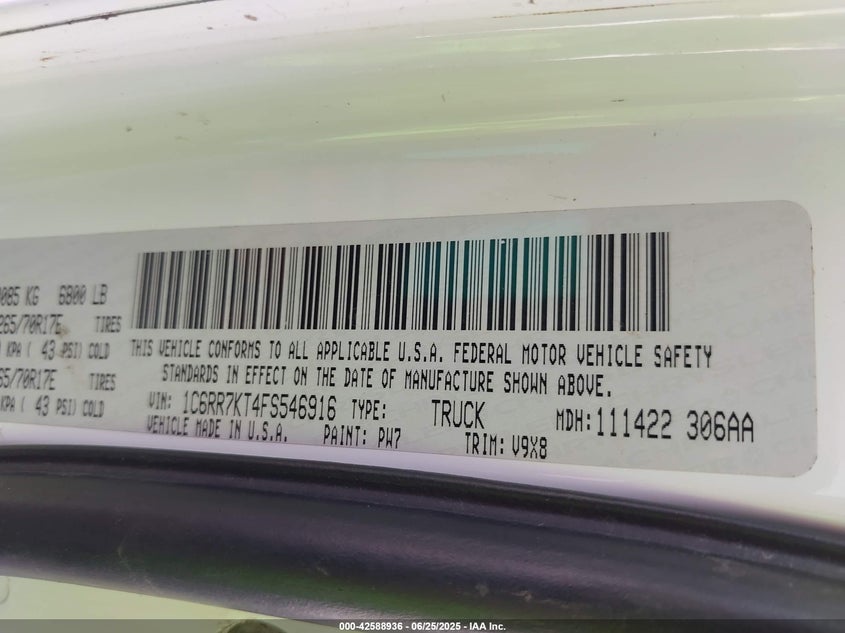 085 KG 6800 LB
265/70R17E TIRES
KPA ( 43 PSI) COLD
65/70R17E TIRES
KPA ( 43 PSI) COLD
THIS VEHICLE CONFORMS TO ALL APPLICABLE U.S.A. FEDERAL MOTOR VEHICLE SAFETY
STANDARDS IN EFFECT ON THE DATE OF MANUFACTURE SHOWN ABOVE.
VIN: 1C6RR7KT4FS546916 TYPE: TRUCK MDH: 111422 306AA
VEHICLE MADE IN U.S.A. PAINT: PW7 TRIM: V9X8
000-42588936 - 06/25/2025 - IAA Inc.